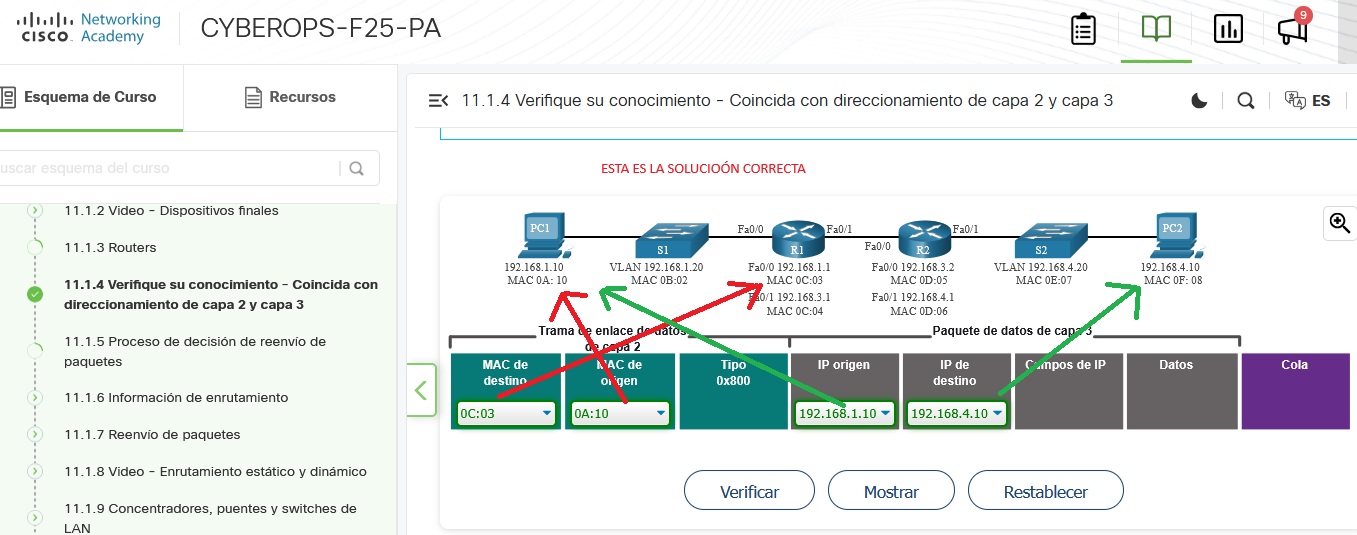 Networking
CISCO Academy
CYBEROPS-F25-PA
9
Esquema de Curso
Recursos
uscar esquema del curso
11.1.2 Video - Dispositivos finales
11.1.3 Routers
11.1.4 Verifique su conocimiento - Coincida con
direccionamiento de capa 2 y capa 3
11.1.5 Proceso de decisión de reenvío de
paquetes
11.1.6 Información de enrutamiento
11.1.7 Reenvío de paquetes
11.1.8 Video - Enrutamiento estático y dinámico
11.1.9 Concentradores, puentes y switches de
LAN
11.1.4 Verifique su conocimiento - Coincida con direccionamiento de capa 2 y capa 3
ES
ESTA ES LA SOLUCIOÓN CORRECTA
PC1
S1
Fa0/0
R1
Fa0/1
Fa0/0
R2
Fa0/1
S2
PC2
192.168.1.10
MAC 0A: 10
VLAN 192.168.1.20
MAC 0B:02
Fa0/0 192.168.1.1
MAC 0C:03
Fa0/1 192.168.3.1
MAC 0C:04
Fa0/0 192.168.3.2
MAC 0D:05
Fa0/1 192.168.4.1
MAC 0D:06
VLAN 192.168.4.20
MAC 0E:07
192.168.4.10
MAC 0F: 08
Trama de enlace de datos
de capa 2
Paquete de datos de capa 3
MAC de
destino
MAC de
origen
Tipo
0x800
IP origen
IP de
destino
Campos de IP
Datos
Cola
0C:03
0A:10
192.168.1.10
192.168.4.10
Verificar
Mostrar
Restablecer